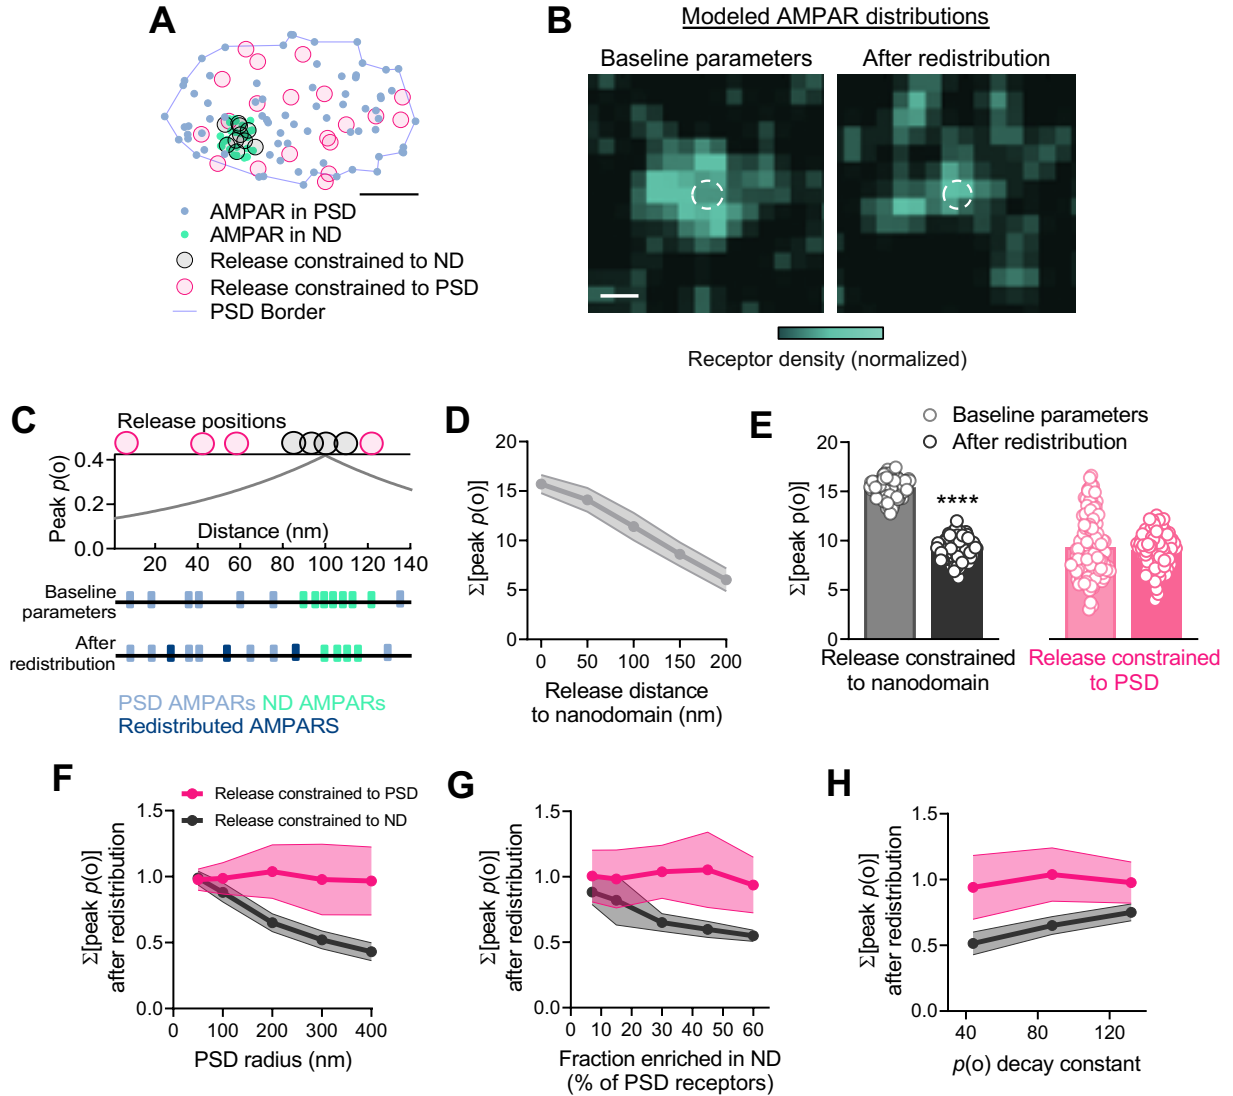 A
AMPAR in PSD
AMPAR in ND
Release constrained to ND
Release constrained to PSD
PSD Border
B
Modeled AMPAR distributions
Baseline parameters
After redistribution
Receptor density (normalized)
C
Release positions
Peak p(o)
0.4
0.2
0.0
Distance (nm)
20 40 60 80 100 120 140
Baseline
parameters
After
redistribution
PSD AMPARs ND AMPARs
Redistributed AMPARS
D
Σ[peak p(o)]
20
15
10
5
0
0 50 100 150 200
Release distance
to nanodomain (nm)
E
Baseline parameters
After redistribution
Σ[peak p(o)]
20
15
10
5
0
****
Release constrained
to nanodomain
Release constrained
to PSD
F
Release constrained to PSD
Release constrained to ND
Σ[peak p(o)]
after redistribution
1.5
1.0
0.5
0.0
0 100 200 300 400
PSD radius (nm)
G
Σ[peak p(o)]
after redistribution
1.5
1.0
0.5
0.0
0 10 20 30 40 50 60
Fraction enriched in ND
(% of PSD receptors)
H
Σ[peak p(o)]
after redistribution
1.5
1.0
0.5
0.0
40 80 120
p(o) decay constant